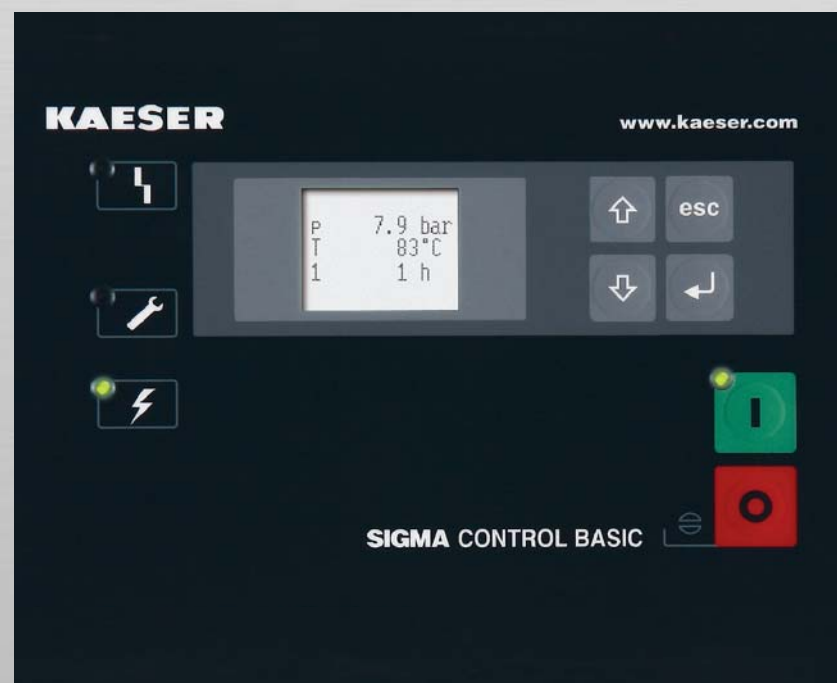 KAESER
www.kaeser.com
P 7.9 bar
T 83°C
1 1 h
esc
SIGMA CONTROL BASIC